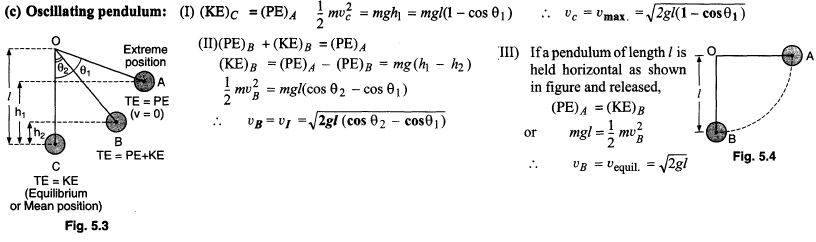 (c) Oscillating pendulum: (I) (KE)C = (PE)A  1/2 mv²c = mgh₁ = mgl(1 - cos θ₁)  ∴ vc = vmax. = √2gl(1 - cosθ₁)
(II)(PE)B + (KE)B = (PE)A
(KE)B = (PE)A - (PE)B = mg(h₁ - h₂)
1/2 mv²B = mgl(cos θ₂ - cos θ₁)
∴ vB = vI = √2gl (cos θ₂ - cosθ₁)
III) If a pendulum of length l is
held horizontal as shown
in figure and released,
(PE)A = (KE)B
or mgl = 1/2 mv²B
∴ vB = vequil. = √2gl
O
Extreme
position
θ₂ θ₁
A
TE = PE
(v = 0)
l
h₁
h₂
B
TE = PE+KE
C
TE = KE
(Equilibrium
or Mean position)
Fig. 5.3
O
A
l
B
Fig. 5.4